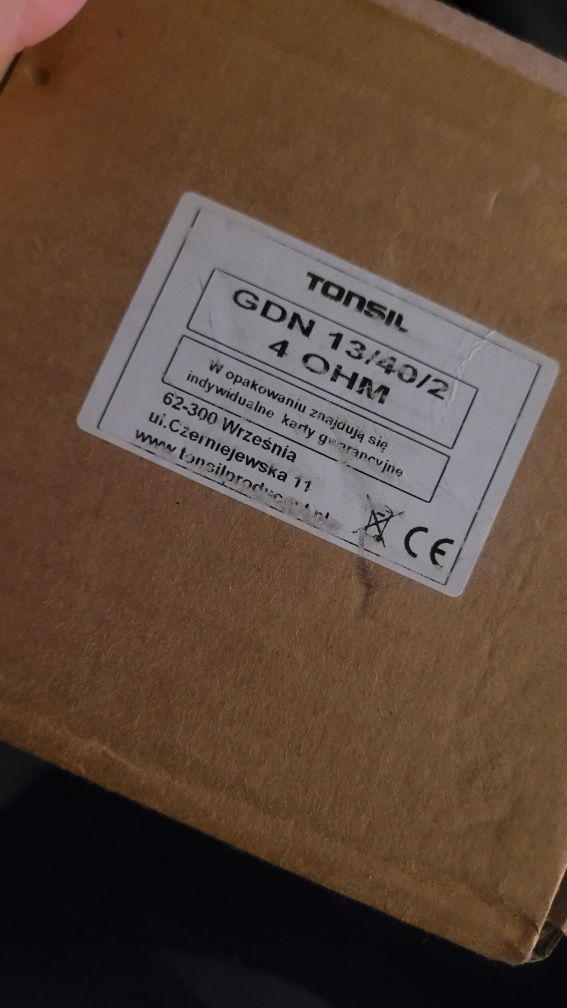 TONSIL
GDN 13/40/2
4 OHM
W opakowaniu znajdują się
indywidualne karty gwarancyjne
62-300 Września
ul.Czerniejewska 11
CE